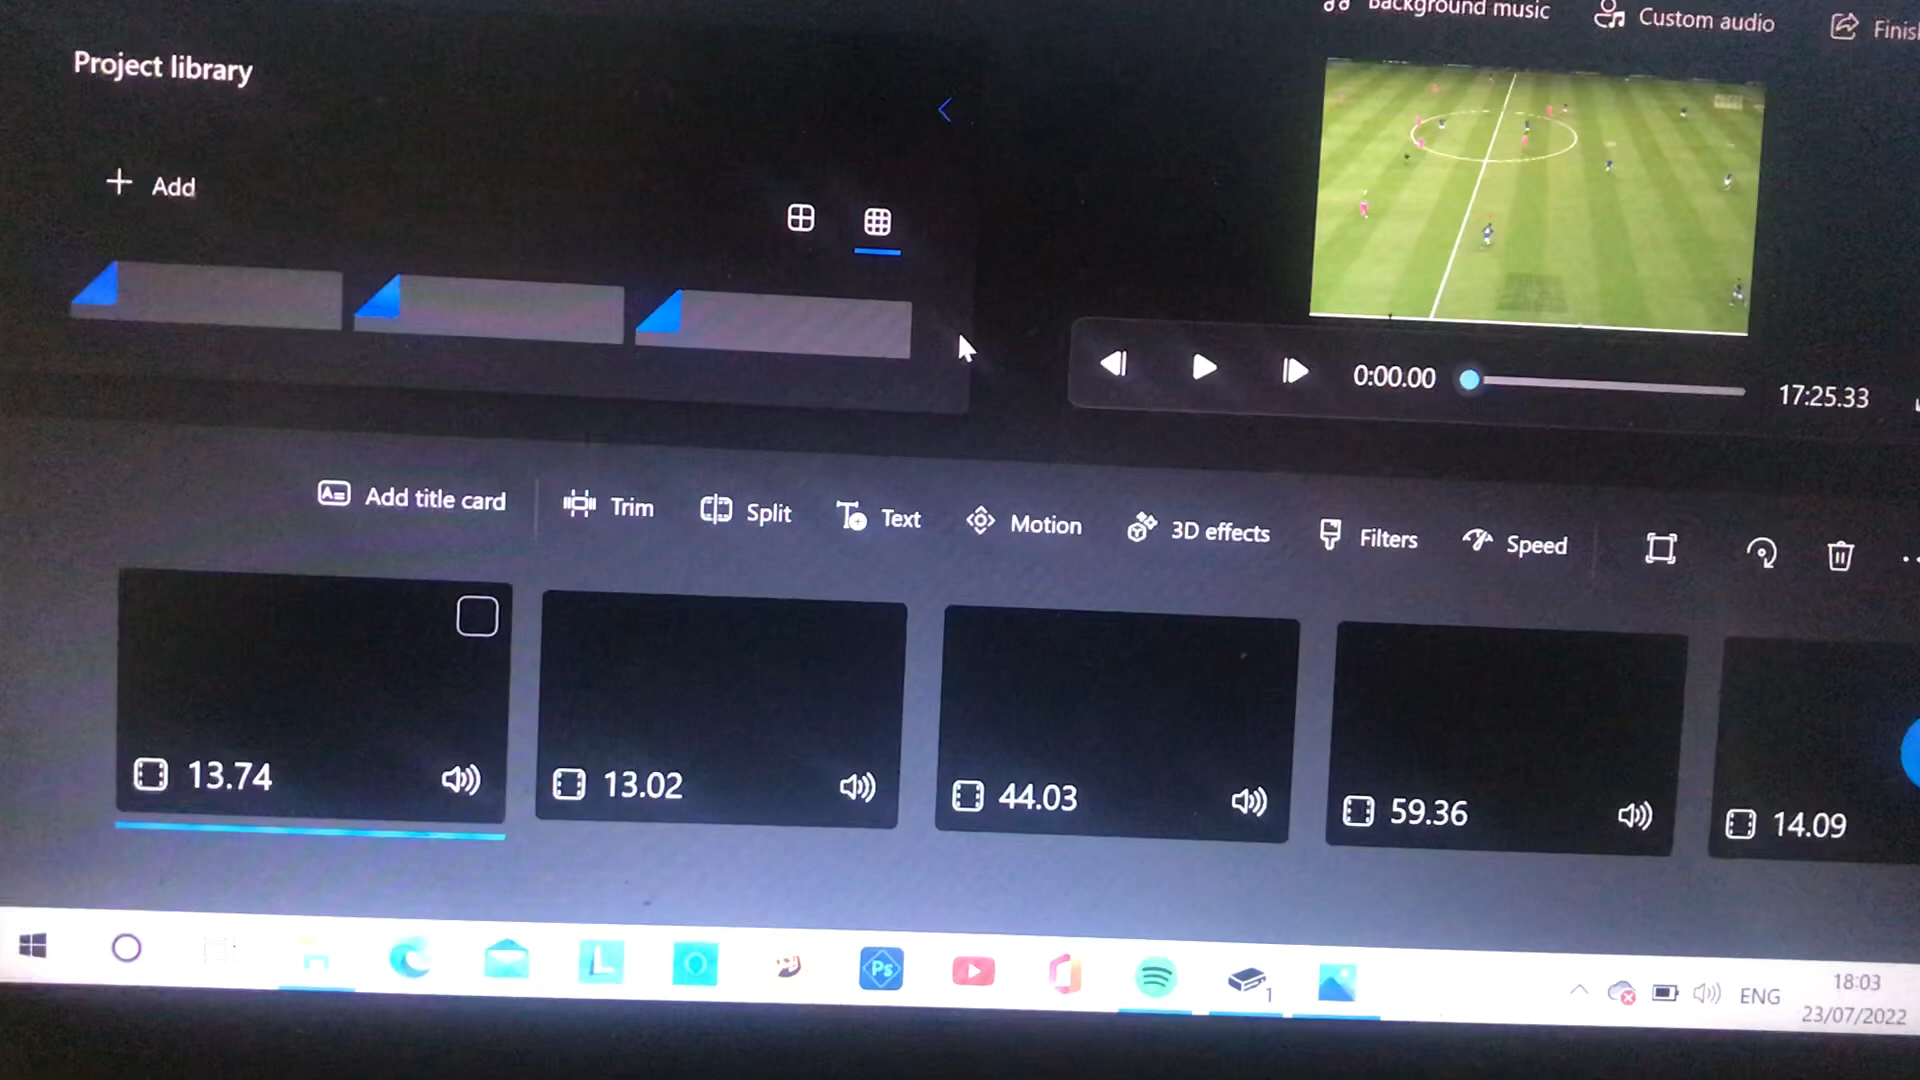 Background music
Custom audio
Project library
Add
0:00.00
17:25.33
Add title card
Trim
Split
Text
Motion
3D effects
Filters
Speed
13.74
13.02
44.03
59.36
14.09
L
Ps
1
ENG
18:03
23/07/2022